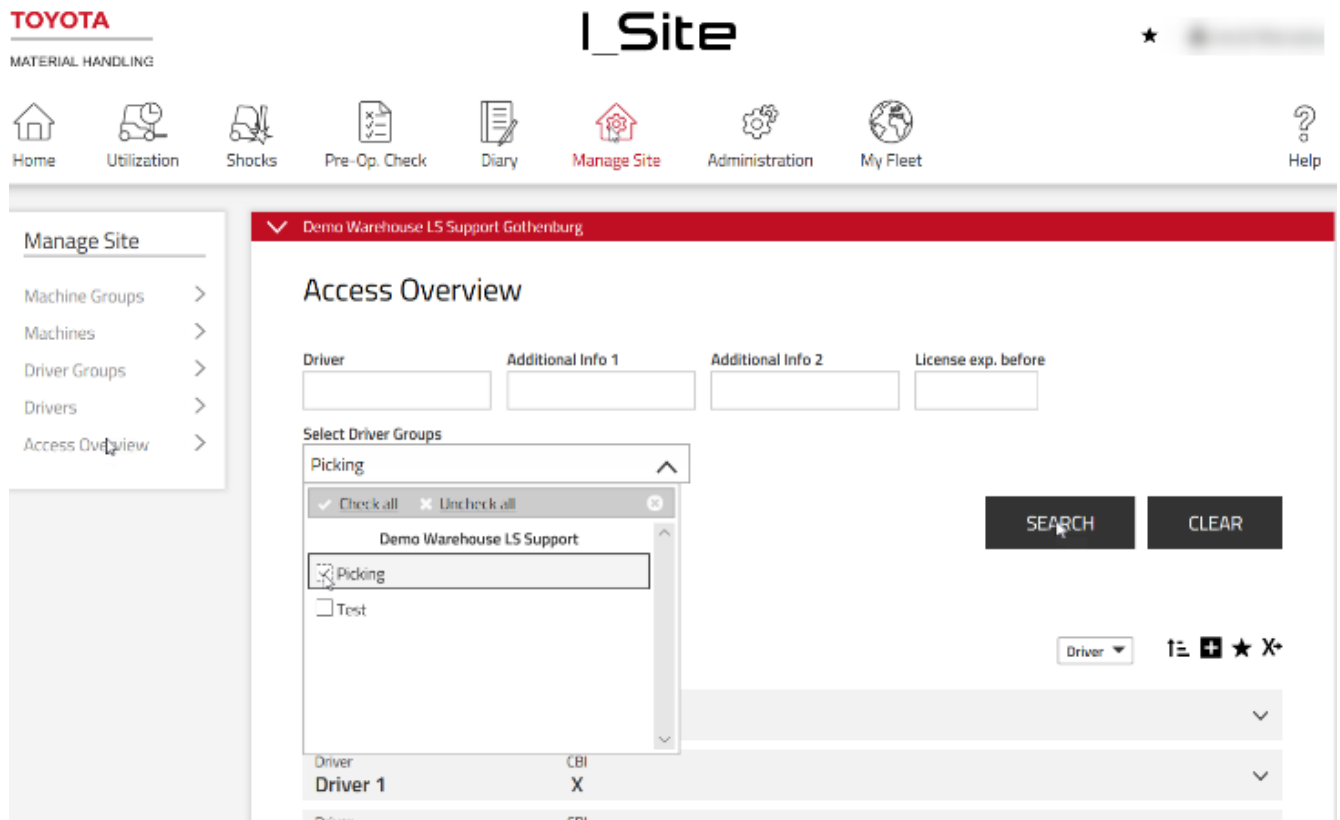 TOYOTA
MATERIAL HANDLING
I_Site
Home
Utilization
Shocks
Pre-Op. Check
Diary
Manage Site
Administration
My Fleet
Help
Manage Site
Machine Groups
Machines
Driver Groups
Drivers
Access Overview
Demo Warehouse LS Support Gothenburg
Access Overview
Driver
Additional Info 1
Additional Info 2
License exp. before
Select Driver Groups
Picking
Check all
Uncheck all
Demo Warehouse LS Support
Picking
Test
SEARCH
CLEAR
Driver
Driver
CBI
Driver 1
X